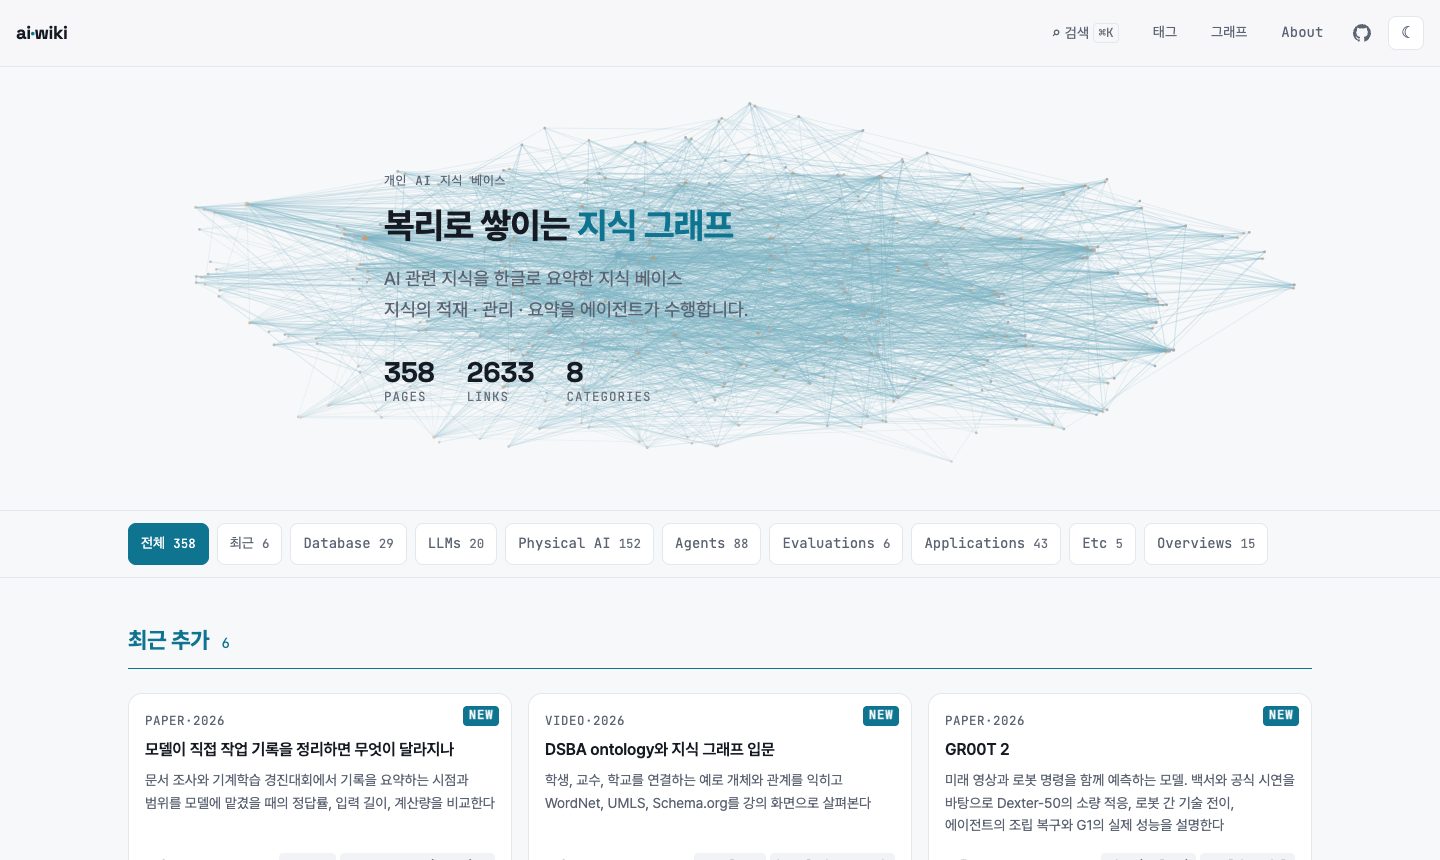 ai·wiki
검색 ⌘K
태그
그래프
About
개인 AI 지식 베이스
복리로 쌓이는 지식 그래프
AI 관련 지식을 한글로 요약한 지식 베이스
지식의 적재 · 관리 · 요약을 에이전트가 수행합니다.
358 2633 8
PAGES LINKS CATEGORIES
전체 358 최근 6 Database 29 LLMs 20 Physical AI 152 Agents 88 Evaluations 6 Applications 43 Etc 5 Overviews 15
최근 추가 6
PAPER·2026
NEW
모델이 직접 작업 기록을 정리하면 무엇이 달라지나
문서 조사와 기계학습 경진대회에서 기록을 요약하는 시점과
범위를 모델에 맡겼을 때의 정답률, 입력 길이, 계산량을 비교한다
VIDEO·2026
NEW
DSBA ontology와 지식 그래프 입문
학생, 교수, 학교를 연결하는 예로 개체와 관계를 익히고
WordNet, UMLS, Schema.org를 강의 화면으로 살펴본다
PAPER·2026
NEW
GR00T 2
미래 영상과 로봇 명령을 함께 예측하는 모델. 백서와 공식 시연을
바탕으로 Dexter-50의 소량 적응, 로봇 간 기술 전이,
에이전트의 조립 복구와 G1의 실제 성능을 설명한다